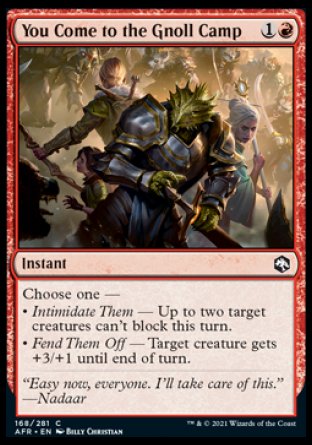 You Come to the Gnoll Camp 1
Instant
Choose one —
• Intimidate Them — Up to two target
creatures can't block this turn.
• Fend Them Off — Target creature gets
+3/+1 until end of turn.
"Easy now, everyone. I'll take care of this."
—Nadaar
168/281 C
AFR • EN BILLY CHRISTIAN
™ & © 2021 Wizards of the Coast